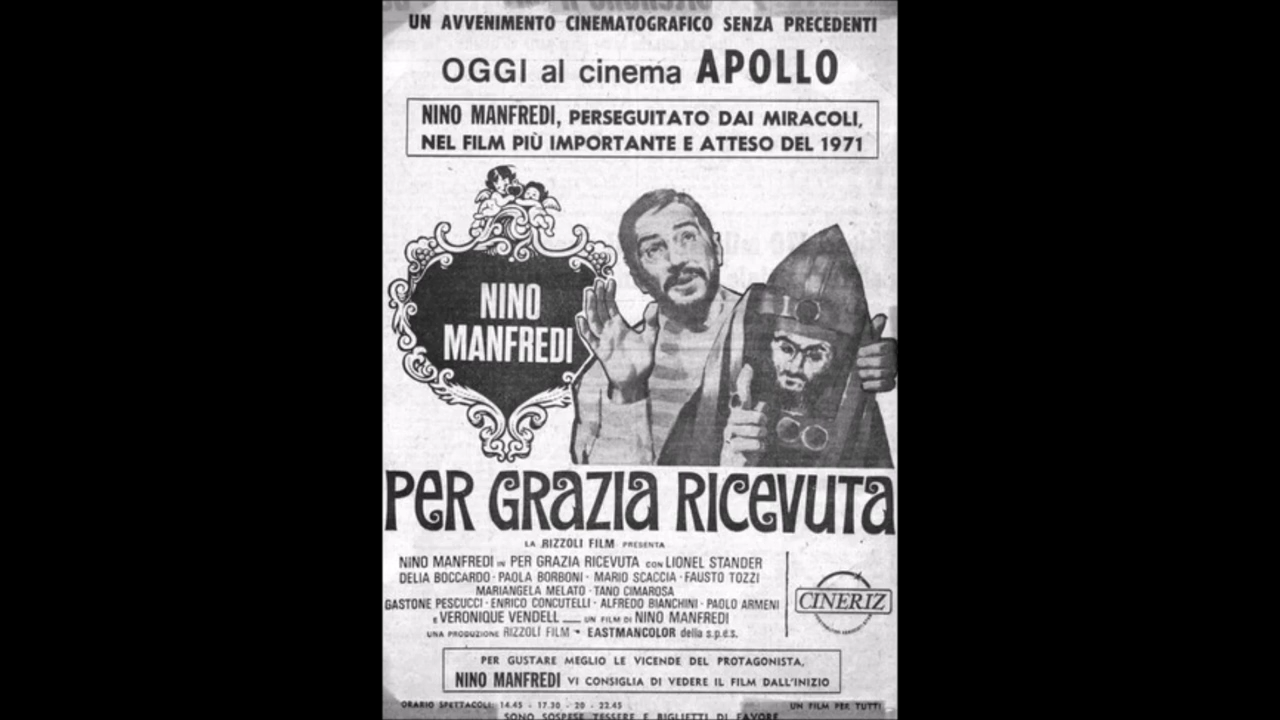 UN AVVENIMENTO CINEMATOGRAFICO SENZA PRECEDENTI
OGGI al cinema APOLLO
NINO MANFREDI, PERSEGUITATO DAI MIRACOLI,
NEL FILM PIÙ IMPORTANTE E ATTESO DEL 1971
NINO
MANFREDI
PER GRAZIA RICEVUTA
LA RIZZOLI FILM PRESENTA
NINO MANFREDI IN PER GRAZIA RICEVUTA CON LIONEL STANDER
DELIA BOCCARDO · PAOLA BORBONI · MARIO SCACCIA · FAUSTO TOZZI
MARIANGELA MELATO · TANO CIMAROSA
GASTONE PESCUCCI · ENRICO CONCUTELLI · ALFREDO BIANCHINI · PAOLO ARMENI
E VERONIQUE VENDELL — UN FILM DI NINO MANFREDI
UNA PRODUZIONE RIZZOLI FILM - EASTMANCOLOR della s.p.e.s.
CINERIZ
PER GUSTARE MEGLIO LE VICENDE DEL PROTAGONISTA,
NINO MANFREDI VI CONSIGLIA DI VEDERE IL FILM DALL'INIZIO
ORARIO SPETTACOLI: 14.45 - 17.30 - 20 - 22.45
UN FILM PER TUTTI
SONO SOSPESE TESSERE E BIGLIETTI DI FAVORE